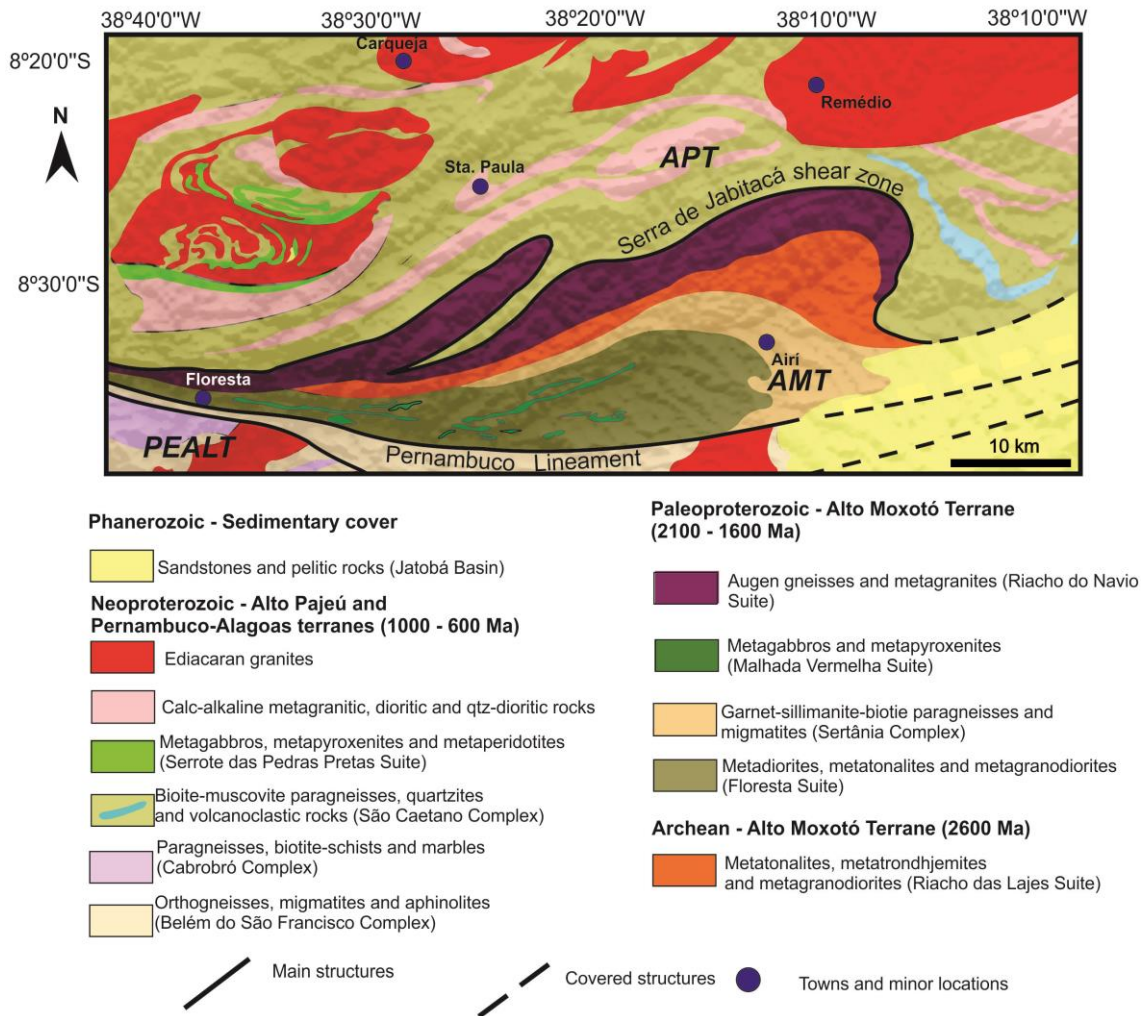 38°40'0"W 38°30'0"W 38°20'0"W 38°10'0"W 38°10'0"W
8°20'0"S
8°30'0"S
N
Carqueja
Remédio
Sta. Paula
APT
Serra de Jabitacá shear zone
Airí
AMT
Floresta
PEALT
Pernambuco Lineament
10 km
Phanerozoic - Sedimentary cover
Sandstones and pelitic rocks (Jatobá Basin)
Neoproterozoic - Alto Pajeú and
Pernambuco-Alagoas terranes (1000 - 600 Ma)
Ediacaran granites
Calc-alkaline metagranitic, dioritic and qtz-dioritic rocks
Metagabbros, metapyroxenites and metaperidotites
(Serrote das Pedras Pretas Suite)
Bioite-muscovite paragneisses, quartzites
and volcanoclastic rocks (São Caetano Complex)
Paragneisses, biotite-schists and marbles
(Cabrobró Complex)
Orthogneisses, migmatites and aphinolites
(Belém do São Francisco Complex)
Paleoproterozoic - Alto Moxotó Terrane
(2100 - 1600 Ma)
Augen gneisses and metagranites (Riacho do Navio
Suite)
Metagabbros and metapyroxenites
(Malhada Vermelha Suite)
Garnet-sillimanite-biotie paragneisses and
migmatites (Sertânia Complex)
Metadiorites, metatonalites and metagranodiorites
(Floresta Suite)
Archean - Alto Moxotó Terrane (2600 Ma)
Metatonalites, metatrondhjemites
and metagranodiorites (Riacho das Lajes Suite)
Main structures
Covered structures
Towns and minor locations